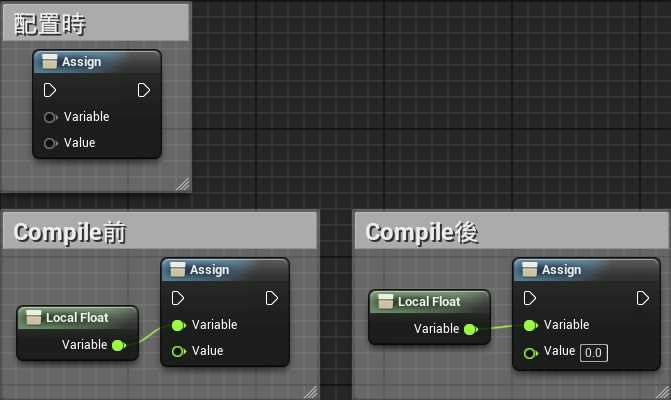 配置時
Assign
Variable
Value
Compile前
Assign
Local Float
Variable
Variable
Value
Compile後
Assign
Local Float
Variable
Variable
Value 0.0